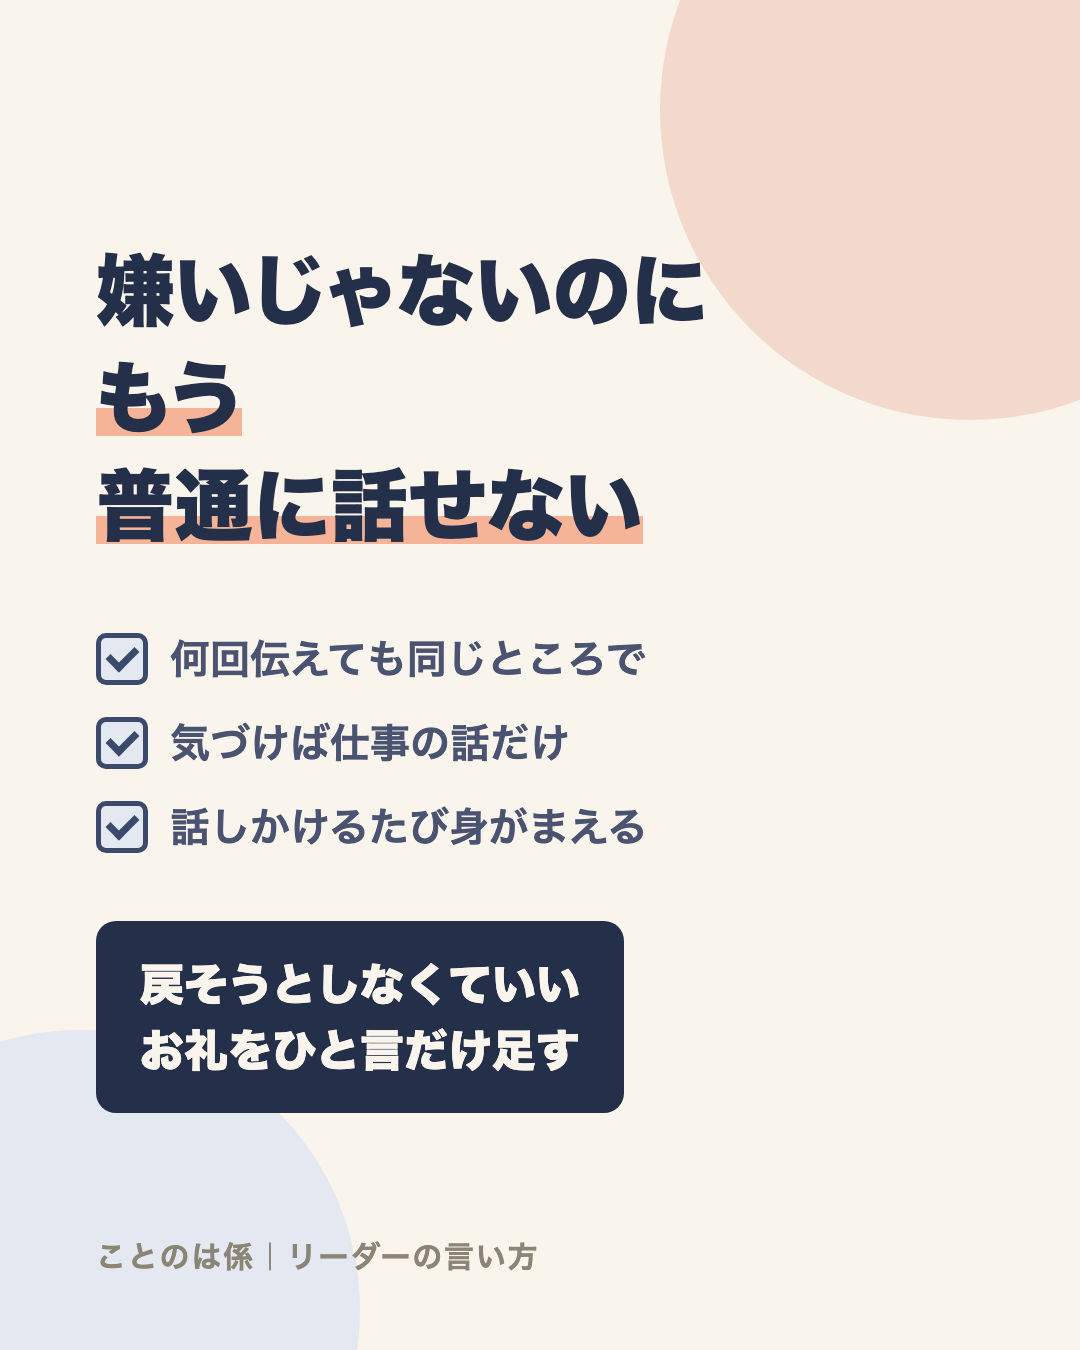 嫌いじゃないのに
もう
普通に話せない
何回伝えても同じところで
気づけば仕事の話だけ
話しかけるたび身がまえる
戻そうとしなくていい
お礼をひと言だけ足す
ことのは係｜リーダーの言い方